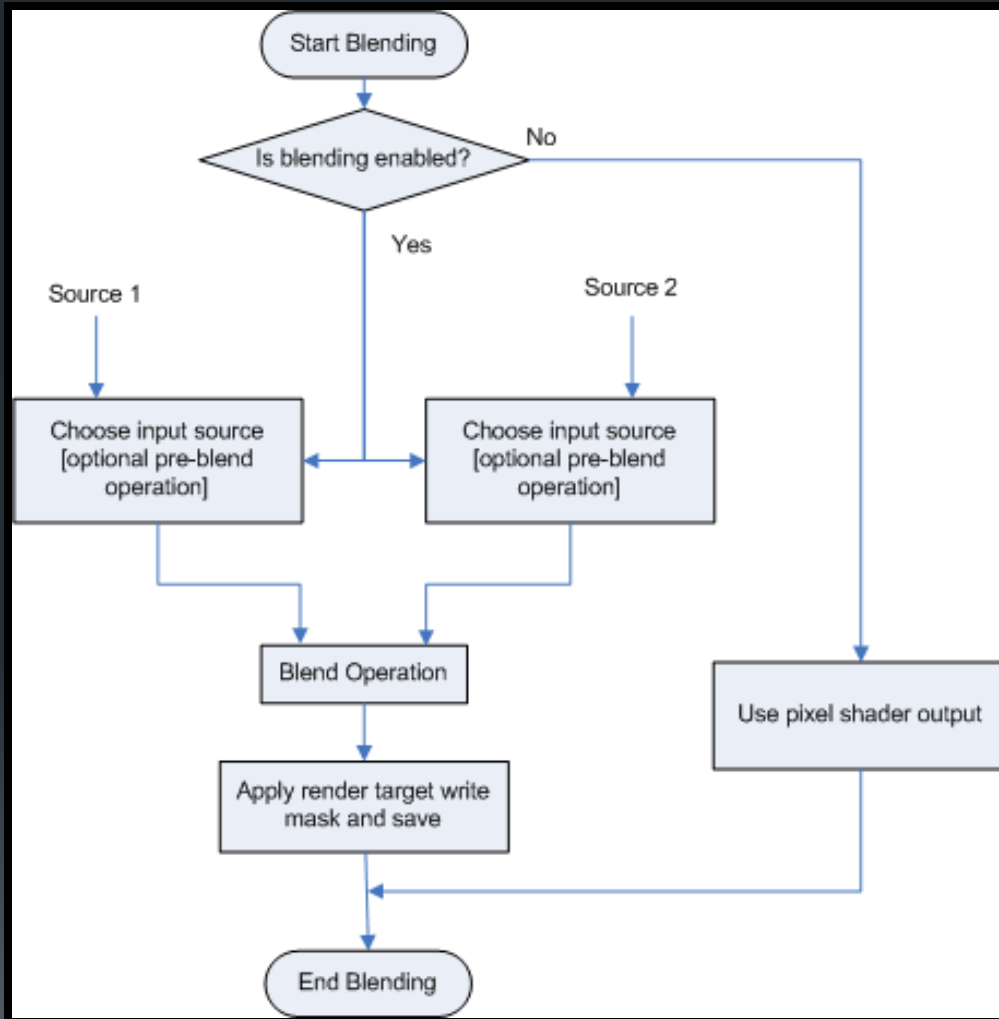 Start Blending
Is blending enabled?
No
Yes
Source 1
Source 2
Choose input source
[optional pre-blend
operation]
Choose input source
[optional pre-blend
operation]
Blend Operation
Use pixel shader output
Apply render target write
mask and save
End Blending